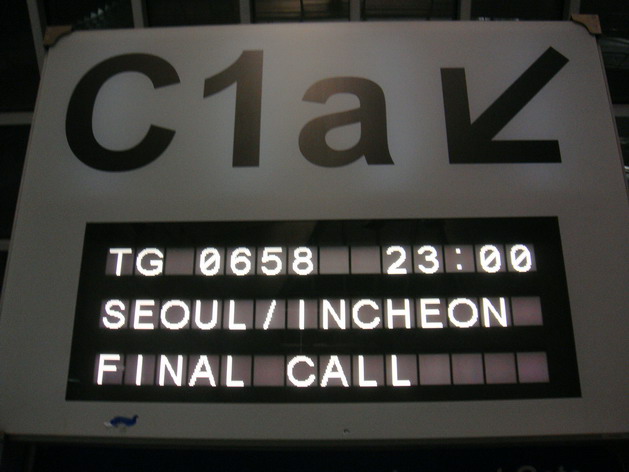 C1a
TG 0658 23:00
SEOUL/INCHEON
FINAL CALL